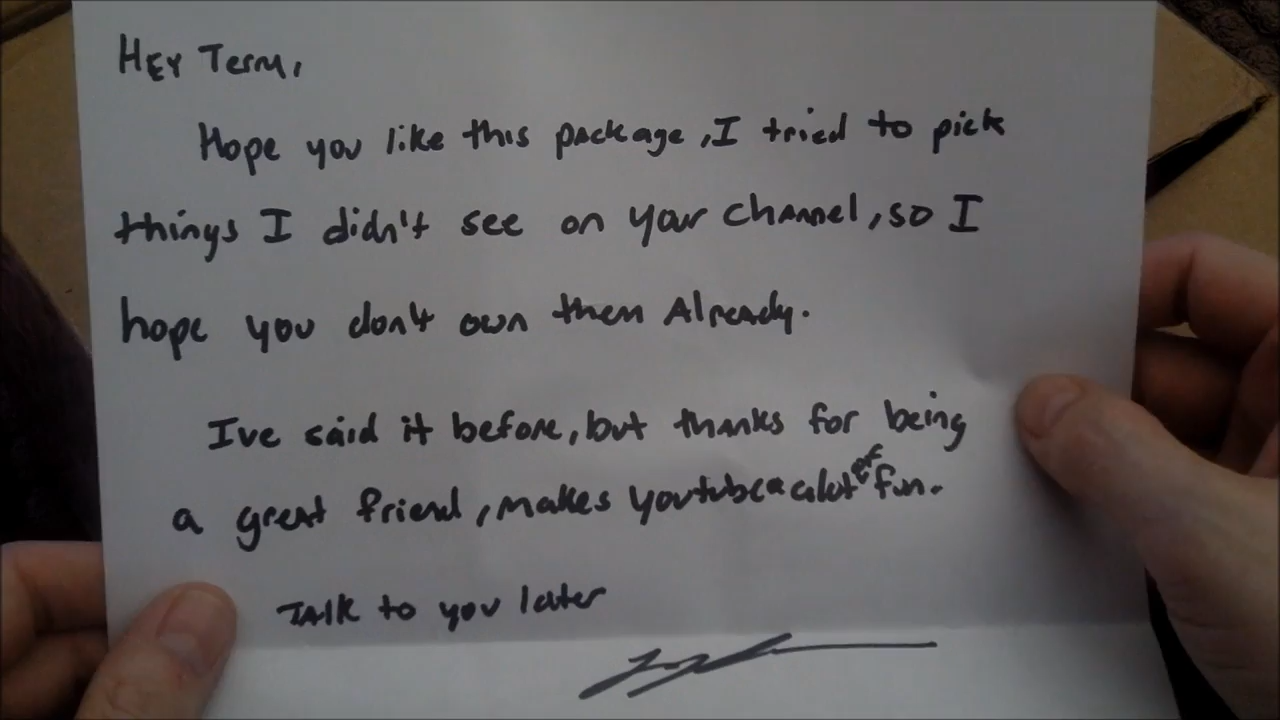 Hey Term,
Hope you like this package, I tried to pick
things I didn't see on your channel, so I
hope you don't own them Already.
Ive said it before, but thanks for being
a great friend, makes youtube a alot of fun.
Talk to you later